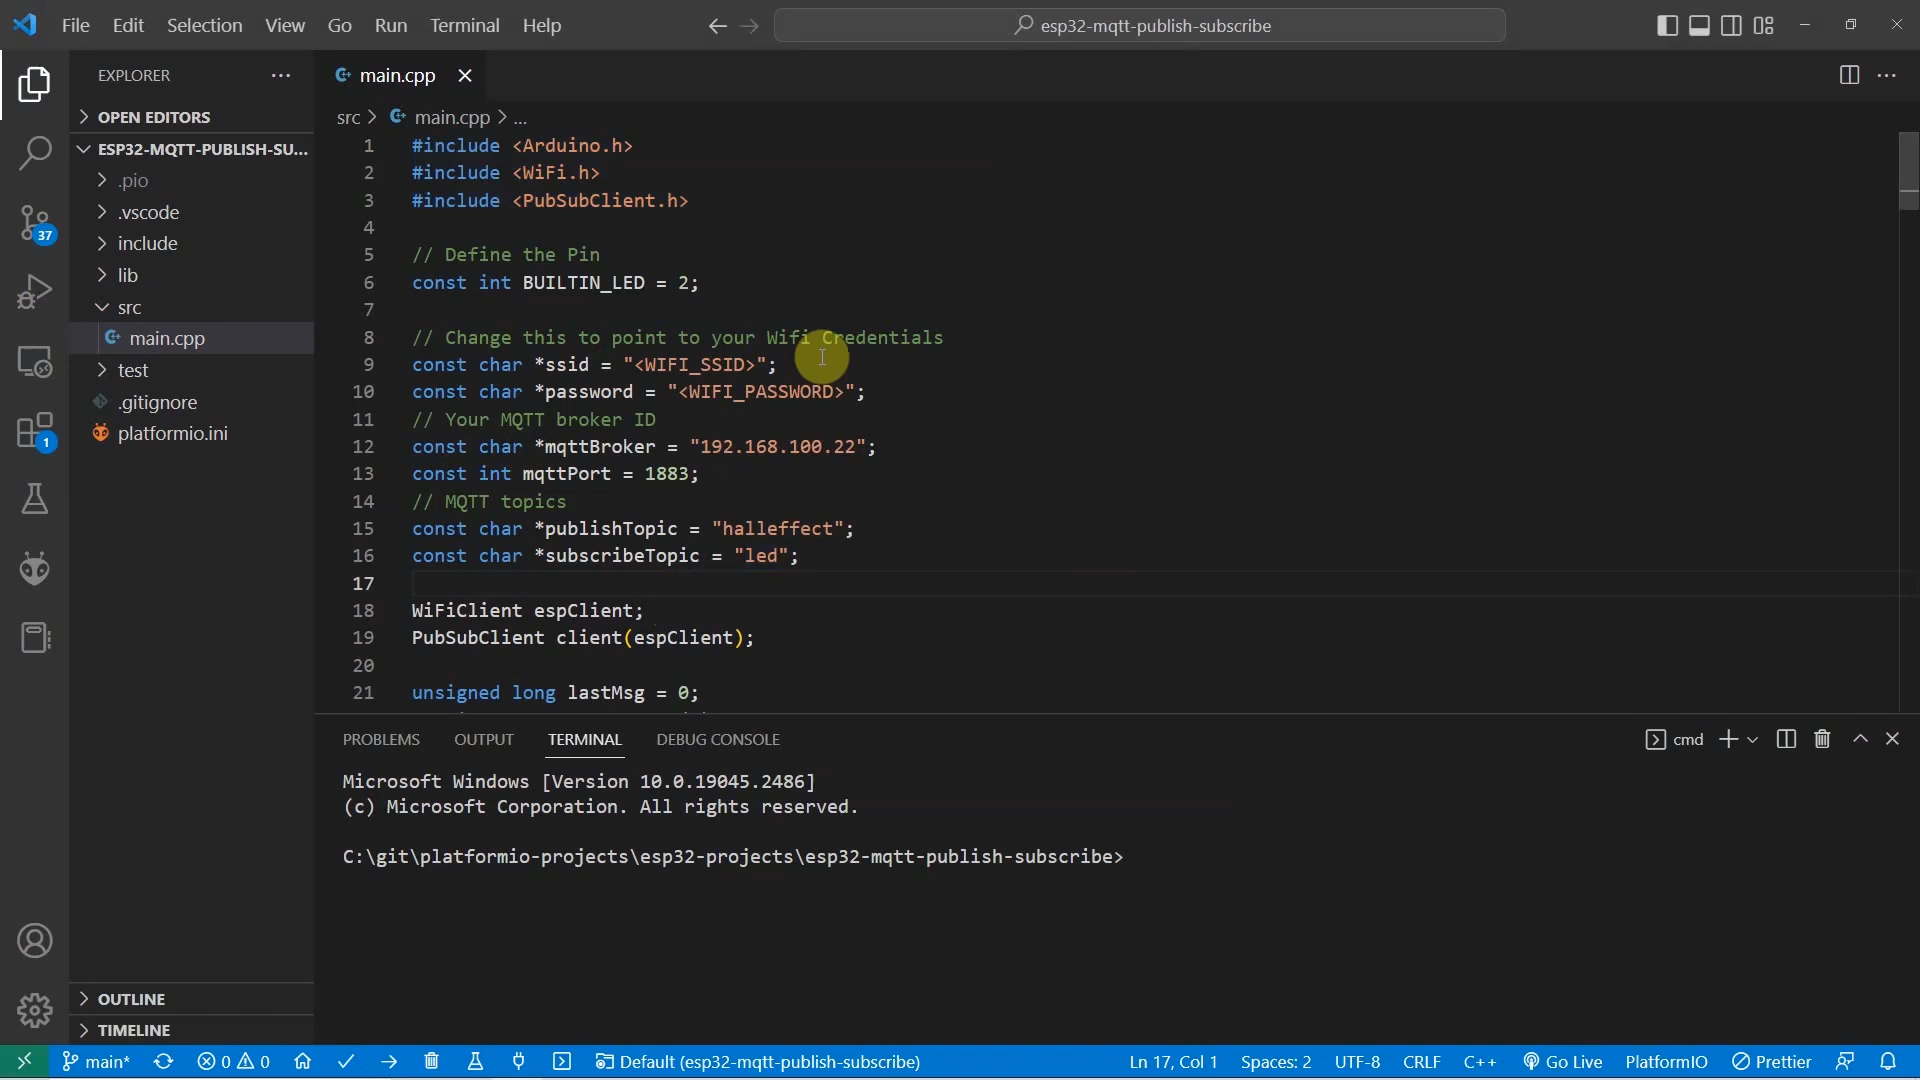 File Edit Selection View Go Run Terminal Help
esp32-mqtt-publish-subscribe
EXPLORER
OPEN EDITORS
ESP32-MQTT-PUBLISH-SU...
.pio
.vscode
include
lib
src
main.cpp
test
.gitignore
platformio.ini
OUTLINE
TIMELINE
37
1
main.cpp
src > main.cpp > ...
1 #include <Arduino.h>
2 #include <WiFi.h>
3 #include <PubSubClient.h>
4
5 // Define the Pin
6 const int BUILTIN_LED = 2;
7
8 // Change this to point to your Wifi Credentials
9 const char *ssid = "<WIFI_SSID>";
10 const char *password = "<WIFI_PASSWORD>";
11 // Your MQTT broker ID
12 const char *mqttBroker = "192.168.100.22";
13 const int mqttPort = 1883;
14 // MQTT topics
15 const char *publishTopic = "halleffect";
16 const char *subscribeTopic = "led";
17
18 WiFiClient espClient;
19 PubSubClient client(espClient);
20
21 unsigned long lastMsg = 0;
PROBLEMS OUTPUT TERMINAL DEBUG CONSOLE
cmd
Microsoft Windows [Version 10.0.19045.2486]
(c) Microsoft Corporation. All rights reserved.
C:\git\platformio-projects\esp32-projects\esp32-mqtt-publish-subscribe>
main* 0 0 Default (esp32-mqtt-publish-subscribe) Ln 17, Col 1 Spaces: 2 UTF-8 CRLF C++ Go Live PlatformIO Prettier